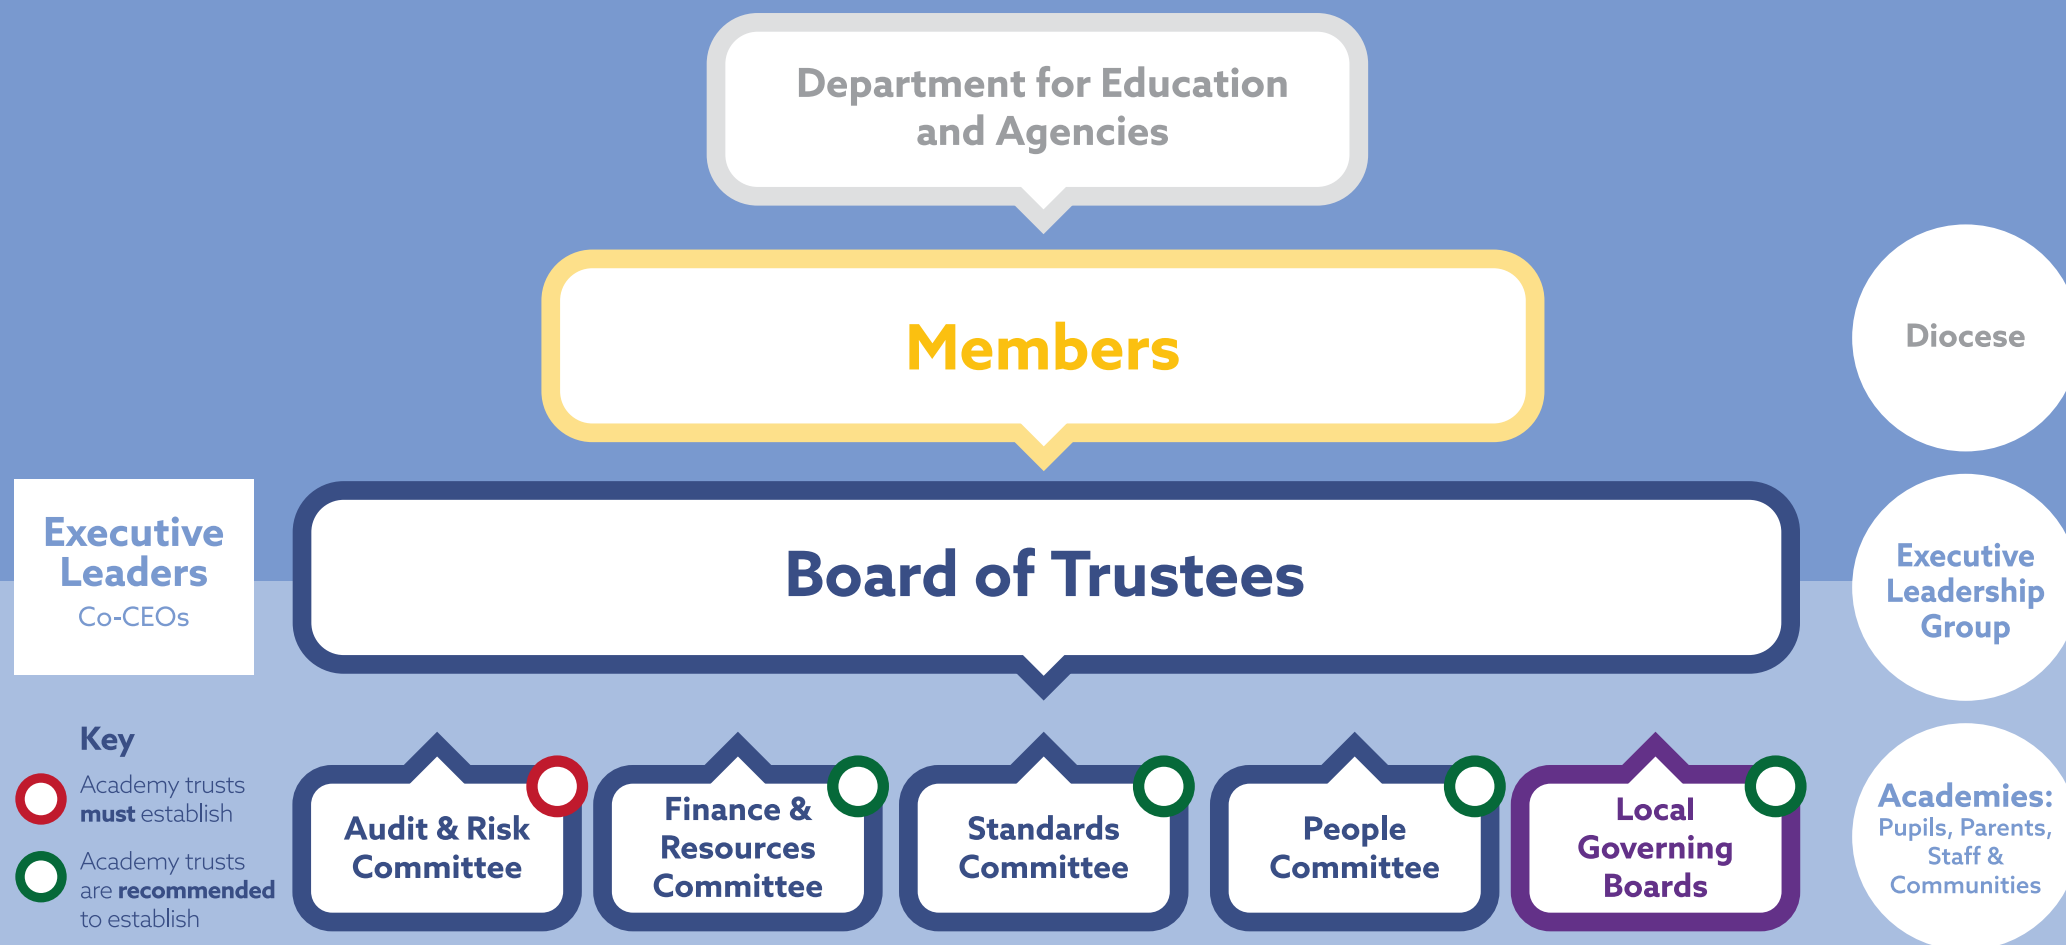 Department for Education
and Agencies
Members
Diocese
Executive
Leaders
Co-CEOs
Board of Trustees
Executive
Leadership
Group
Key
Academy trusts
must establish
Academy trusts
are recommended
to establish
Audit & Risk
Committee
Finance &
Resources
Committee
Standards
Committee
People
Committee
Local
Governing
Boards
Academies:
Pupils, Parents,
Staff &
Communities